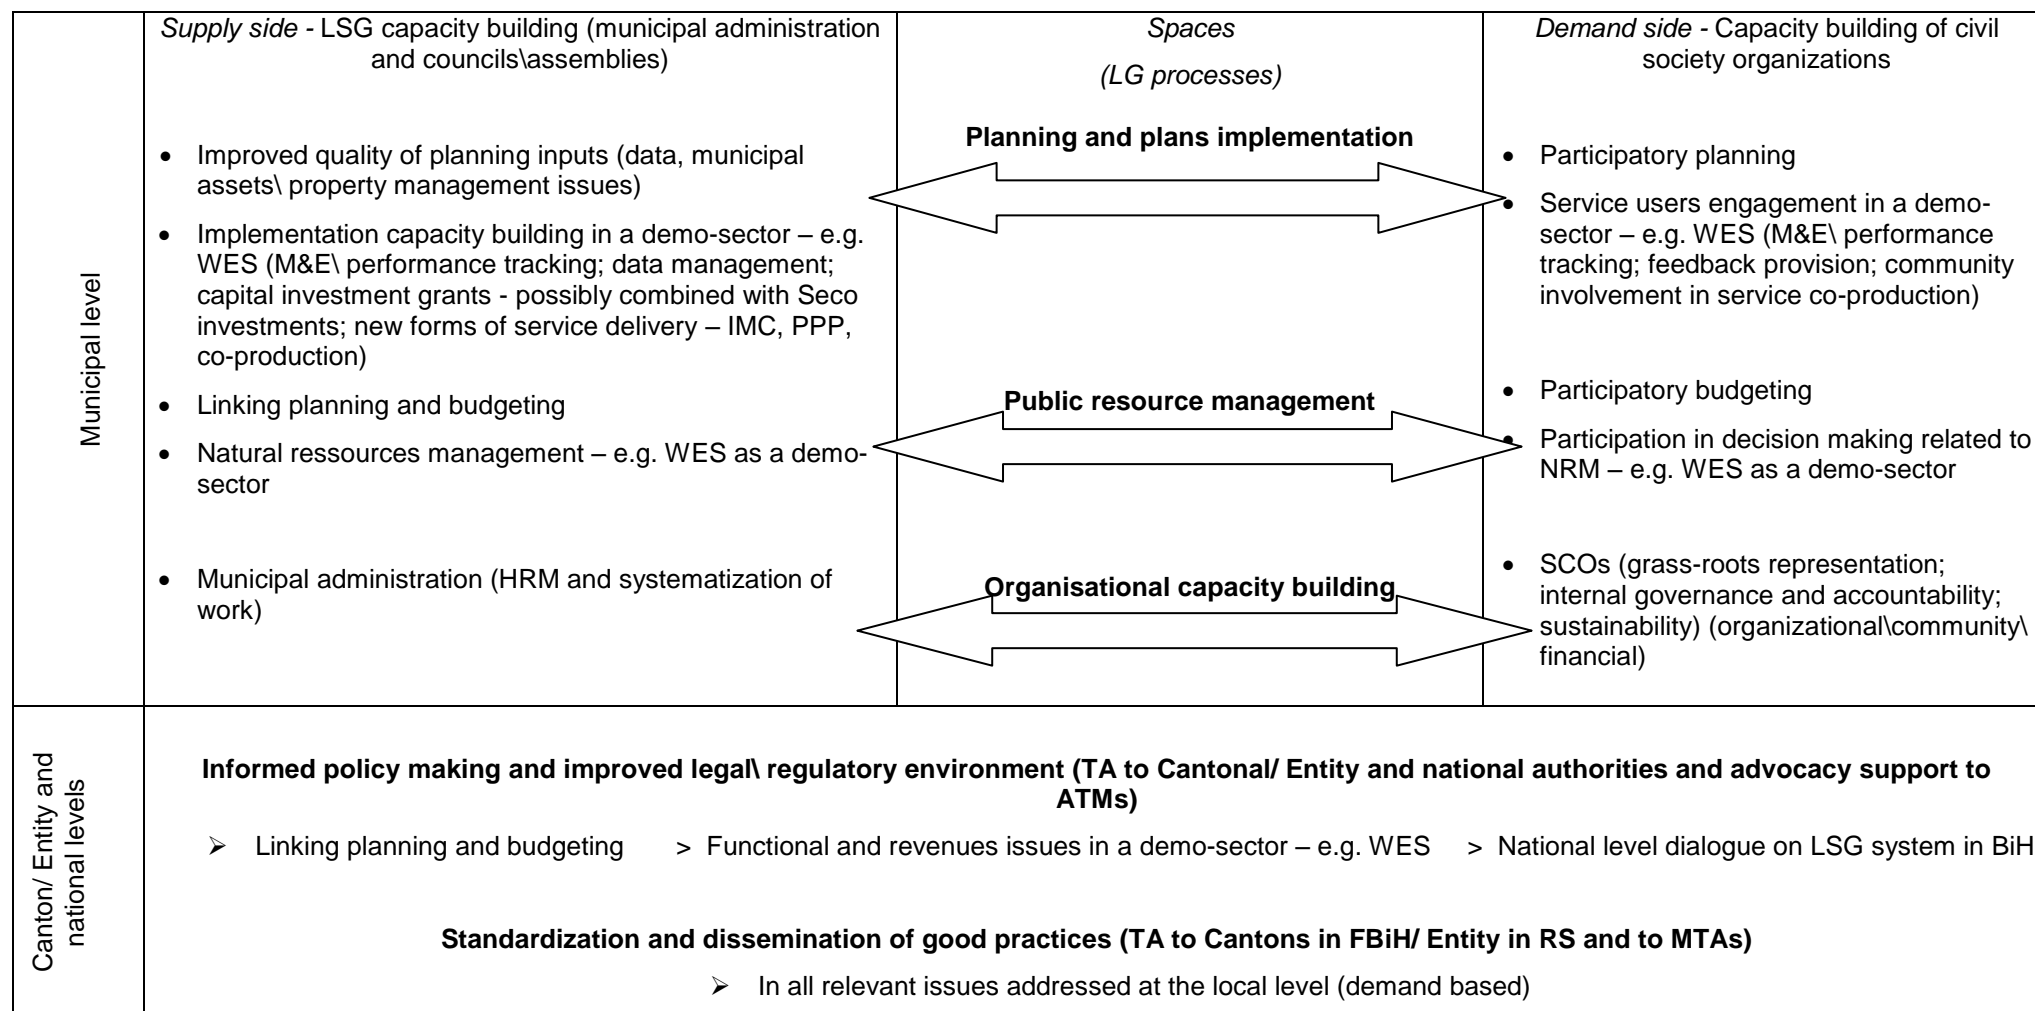 Supply side - LSG capacity building (municipal administration
and councils\assemblies)
Spaces
(LG processes)
Demand side - Capacity building of civil
society organizations
Municipal level
• Improved quality of planning inputs (data, municipal
assets\ property management issues)
• Implementation capacity building in a demo-sector – e.g.
WES (M&E\ performance tracking; data management;
capital investment grants - possibly combined with Seco
investments; new forms of service delivery – IMC, PPP,
co-production)
• Linking planning and budgeting
• Natural ressources management – e.g. WES as a demo-
sector
• Municipal administration (HRM and systematization of
work)
Planning and plans implementation
Public resource management
Organisational capacity building
• Participatory planning
• Service users engagement in a demo-
sector – e.g. WES (M&E\ performance
tracking; feedback provision; community
involvement in service co-production)
• Participatory budgeting
• Participation in decision making related to
NRM – e.g. WES as a demo-sector
• SCOs (grass-roots representation;
internal governance and accountability;
sustainability) (organizational\community\
financial)
Canton/ Entity and
national levels
Informed policy making and improved legal\ regulatory environment (TA to Cantonal/ Entity and national authorities and advocacy support to
ATMs)
➢ Linking planning and budgeting > Functional and revenues issues in a demo-sector – e.g. WES > National level dialogue on LSG system in BiH
Standardization and dissemination of good practices (TA to Cantons in FBiH/ Entity in RS and to MTAs)
➢ In all relevant issues addressed at the local level (demand based)